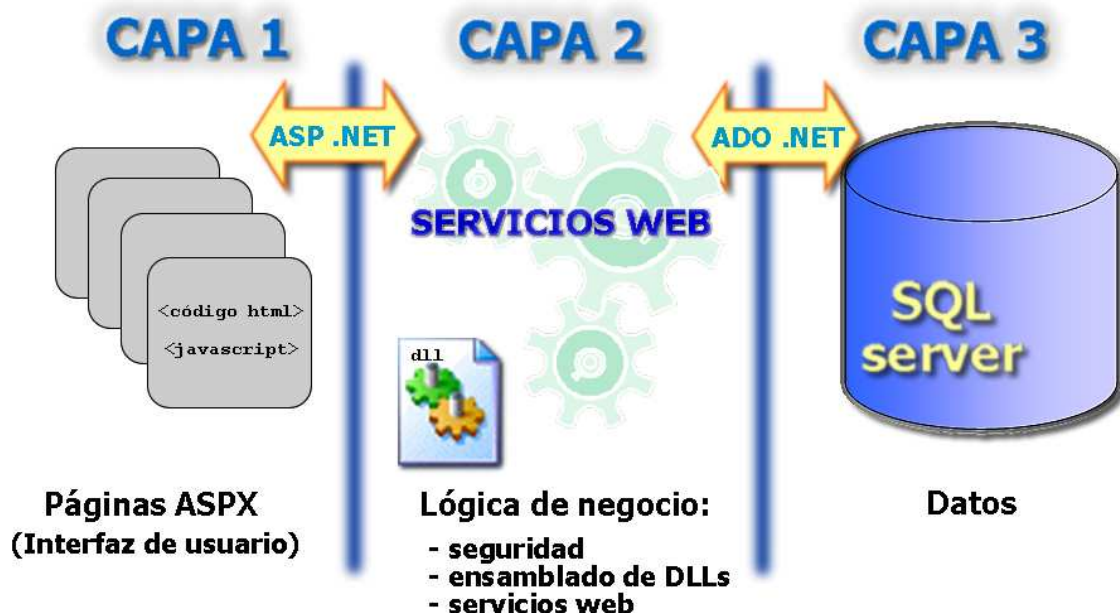 CAPA 1
CAPA 2
CAPA 3
ASP .NET
ADO .NET
SERVICIOS WEB
<código html>
<javascript>
dll
SQL
server
Páginas ASPX
(Interfaz de usuario)
Lógica de negocio:
- seguridad
- ensamblado de DLLs
- servicios web
Datos